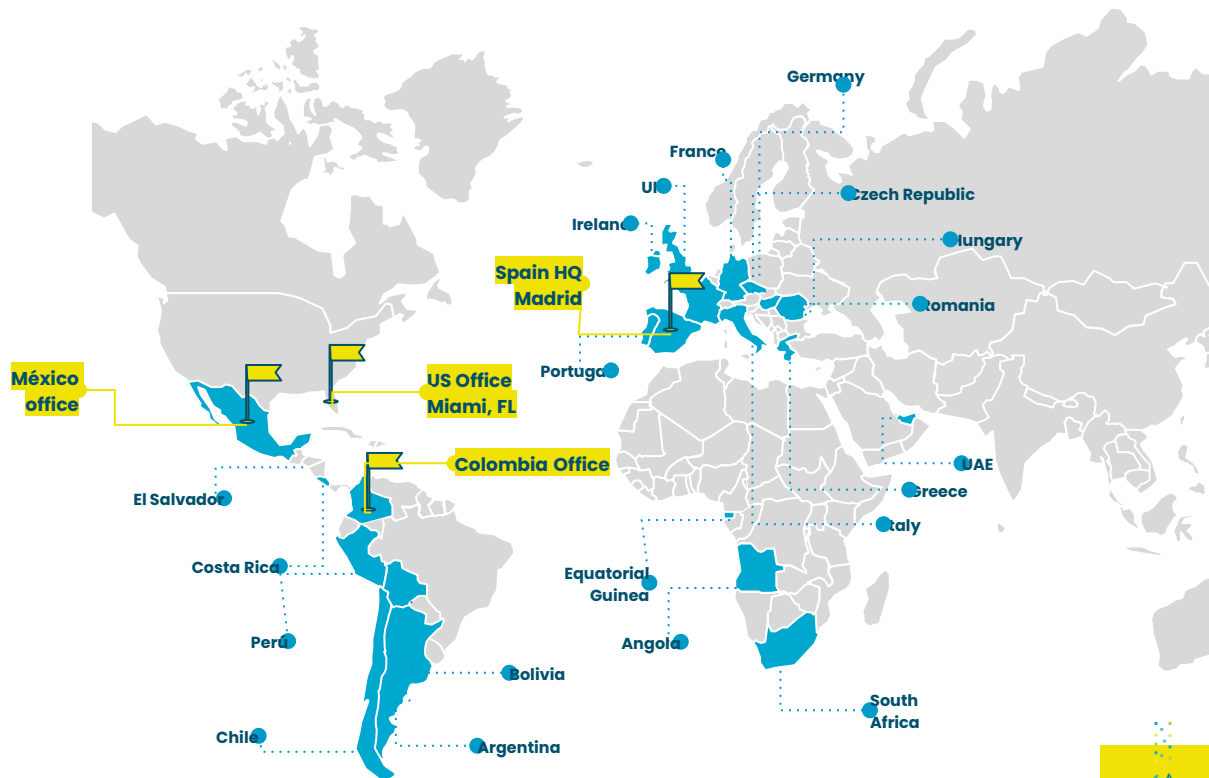 Germany
France
UK
Czech Republic
Ireland
Hungary
Spain HQ
Madrid
Romania
Portugal
México
office
US Office
Miami, FL
Colombia Office
UAE
El Salvador
Greece
Italy
Costa Rica
Equatorial
Guinea
Perú
Angola
Bolivia
South
Africa
Chile
Argentina